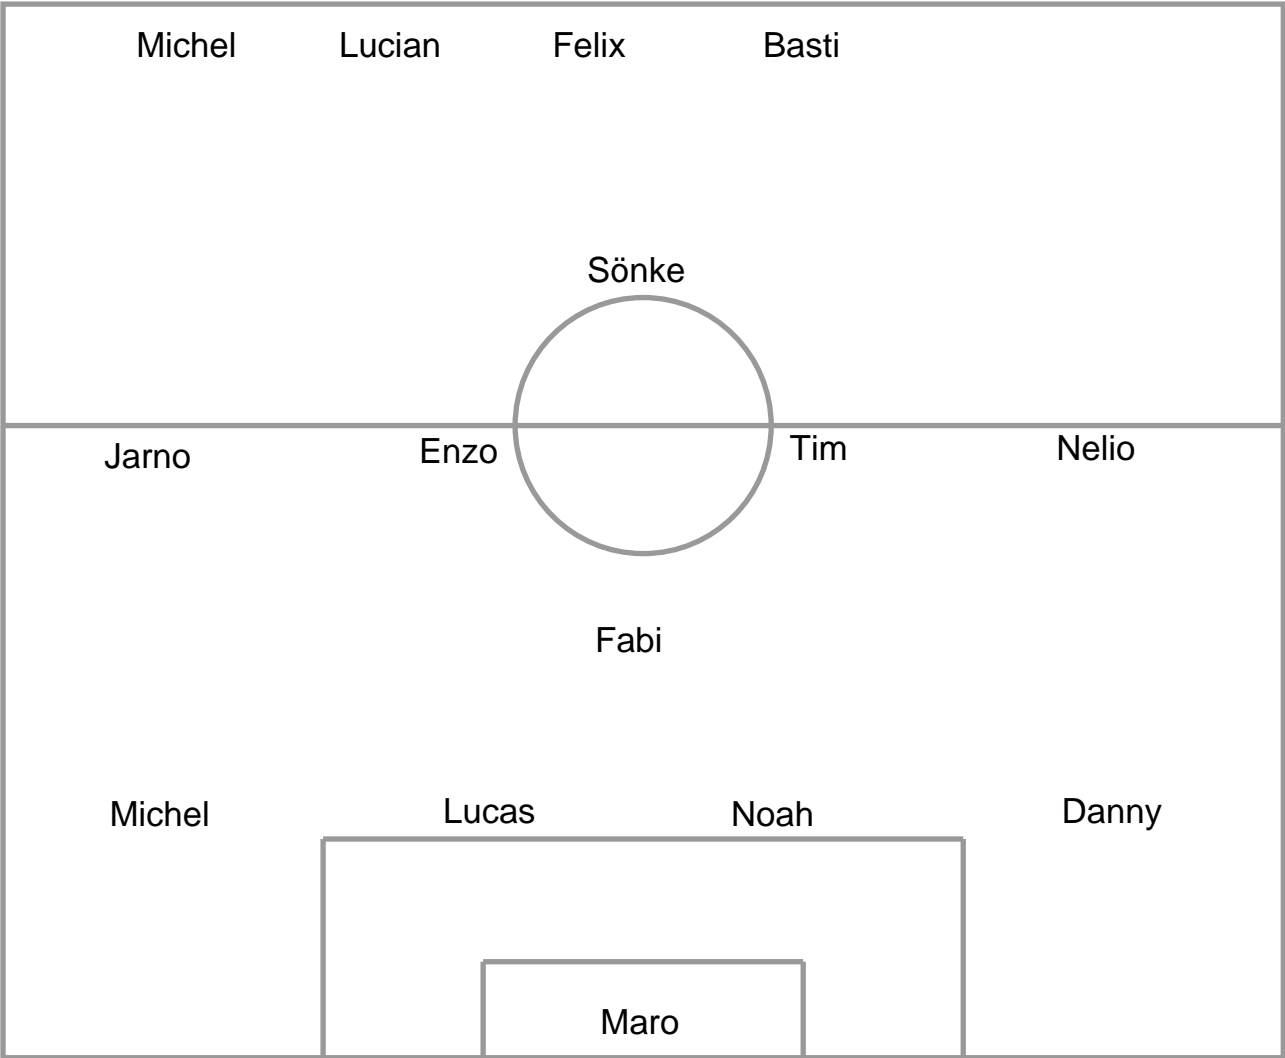 Michel Lucian Felix Basti
Sönke
Jarno Enzo Tim Nelio
Fabi
Michel Lucas Noah Danny
Maro